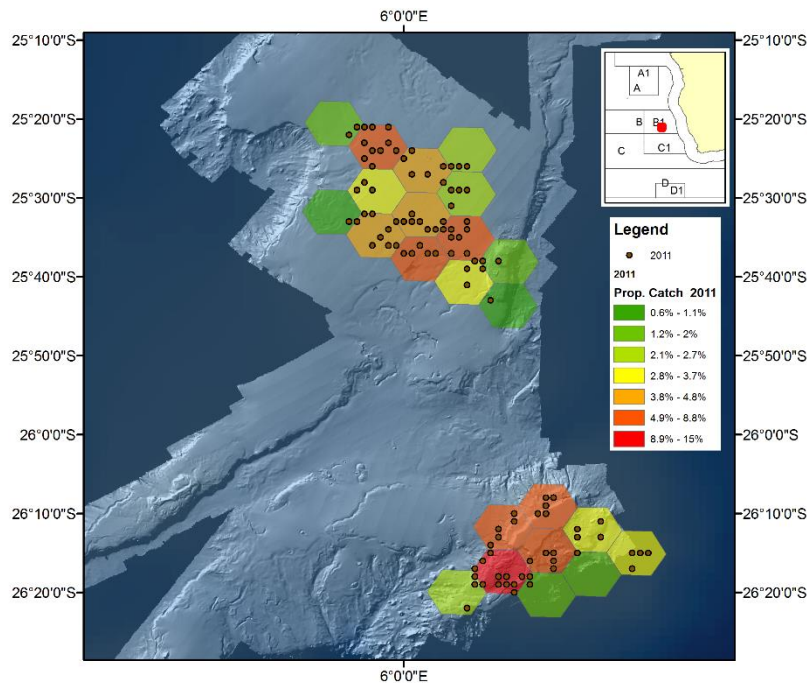 6°0'0"E
25°10'0"S
25°10'0"S
25°20'0"S
25°20'0"S
25°30'0"S
25°30'0"S
25°40'0"S
25°40'0"S
25°50'0"S
25°50'0"S
26°0'0"S
26°0'0"S
26°10'0"S
26°10'0"S
26°20'0"S
26°20'0"S
6°0'0"E
A1
A
B
B1
C
C1
D
D1
Legend
2011
2011
Prop. Catch 2011
0.6% - 1.1%
1.2% - 2%
2.1% - 2.7%
2.8% - 3.7%
3.8% - 4.8%
4.9% - 8.8%
8.9% - 15%